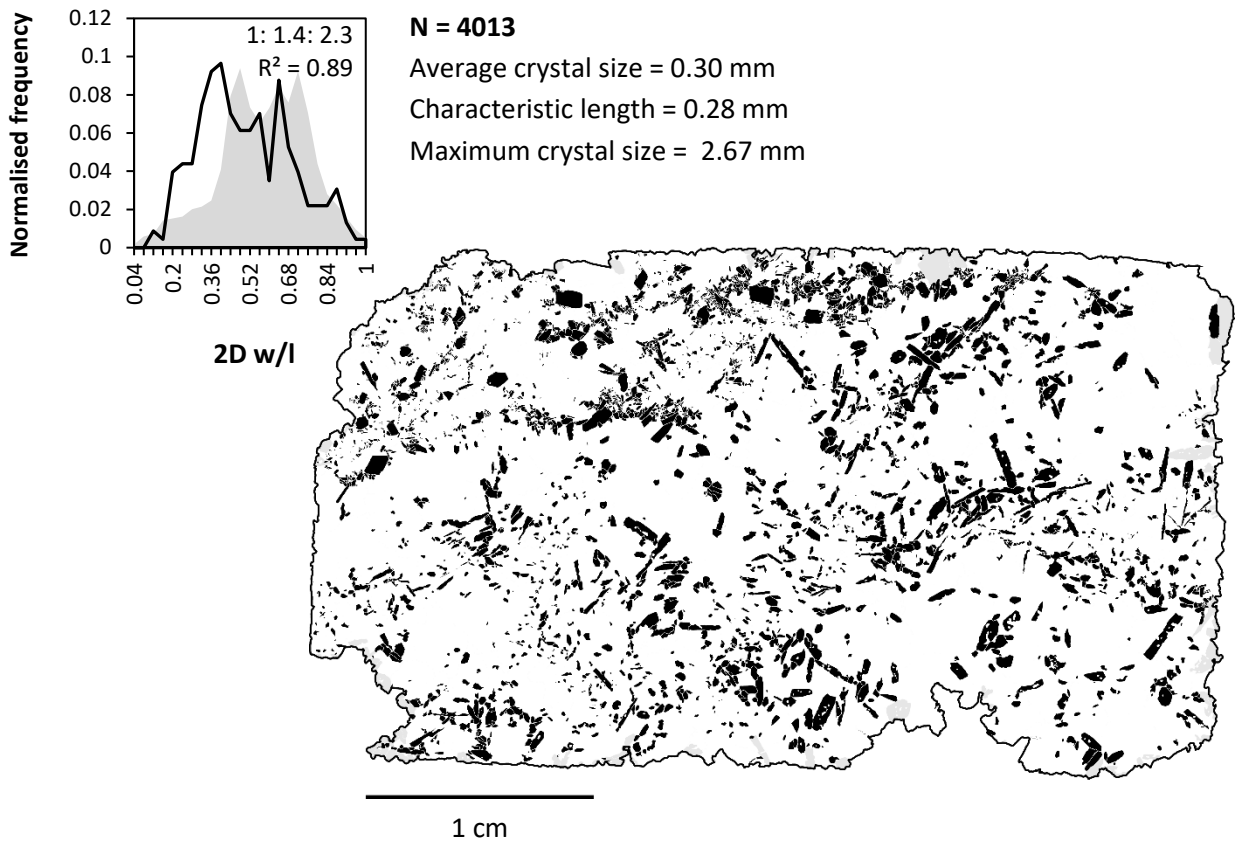 Normalised frequency
0.12
0.1
0.08
0.06
0.04
0.02
0
1: 1.4: 2.3
R² = 0.89
0.04
0.2
0.36
0.52
0.68
0.84
1
2D w/l
N = 4013
Average crystal size = 0.30 mm
Characteristic length = 0.28 mm
Maximum crystal size =  2.67 mm
1 cm